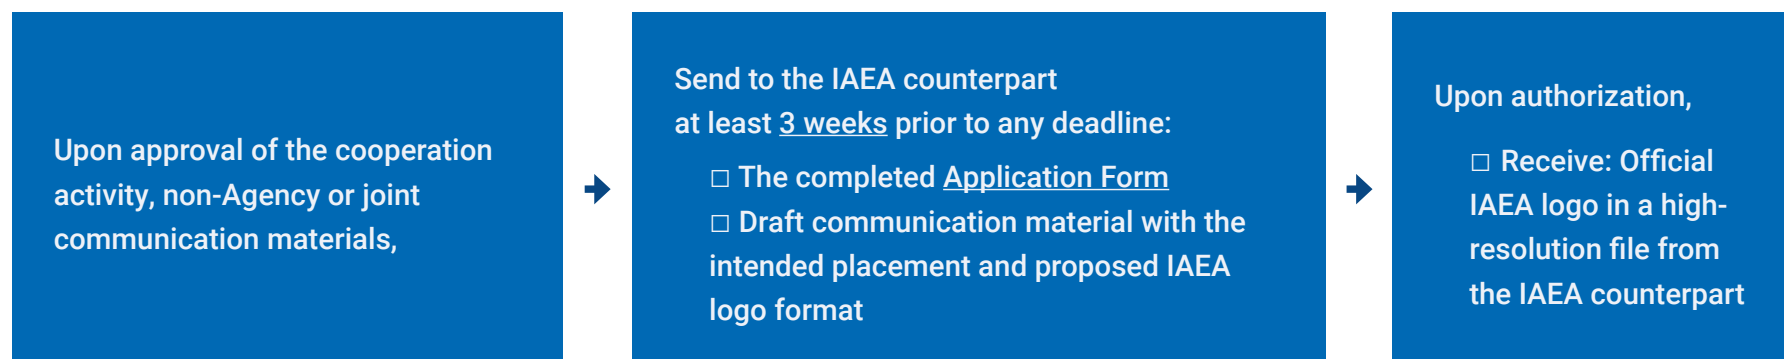 Upon approval of the cooperation
activity, non-Agency or joint
communication materials,
Send to the IAEA counterpart
at least 3 weeks prior to any deadline:
☐ The completed Application Form
☐ Draft communication material with the
intended placement and proposed IAEA
logo format
Upon authorization,
☐ Receive: Official
IAEA logo in a high-
resolution file from
the IAEA counterpart